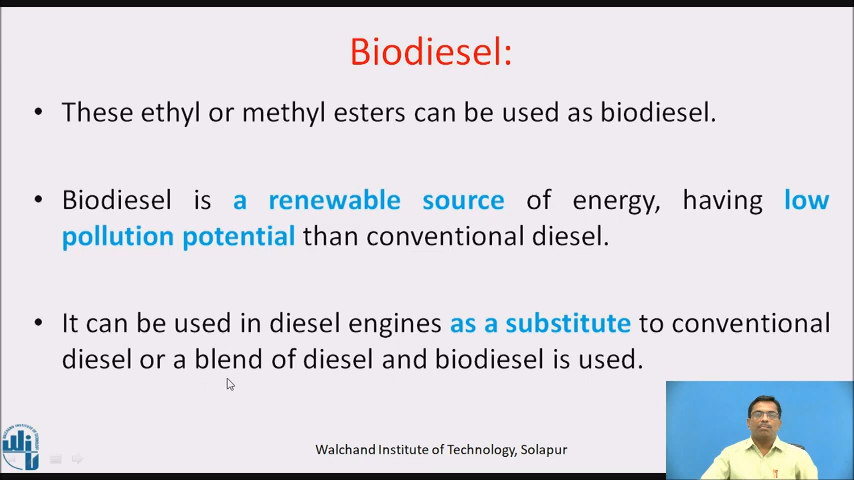 Biodiesel:
• These ethyl or methyl esters can be used as biodiesel.
• Biodiesel is a renewable source of energy, having low
pollution potential than conventional diesel.
• It can be used in diesel engines as a substitute to conventional
diesel or a blend of diesel and biodiesel is used.
Walchand Institute of Technology, Solapur